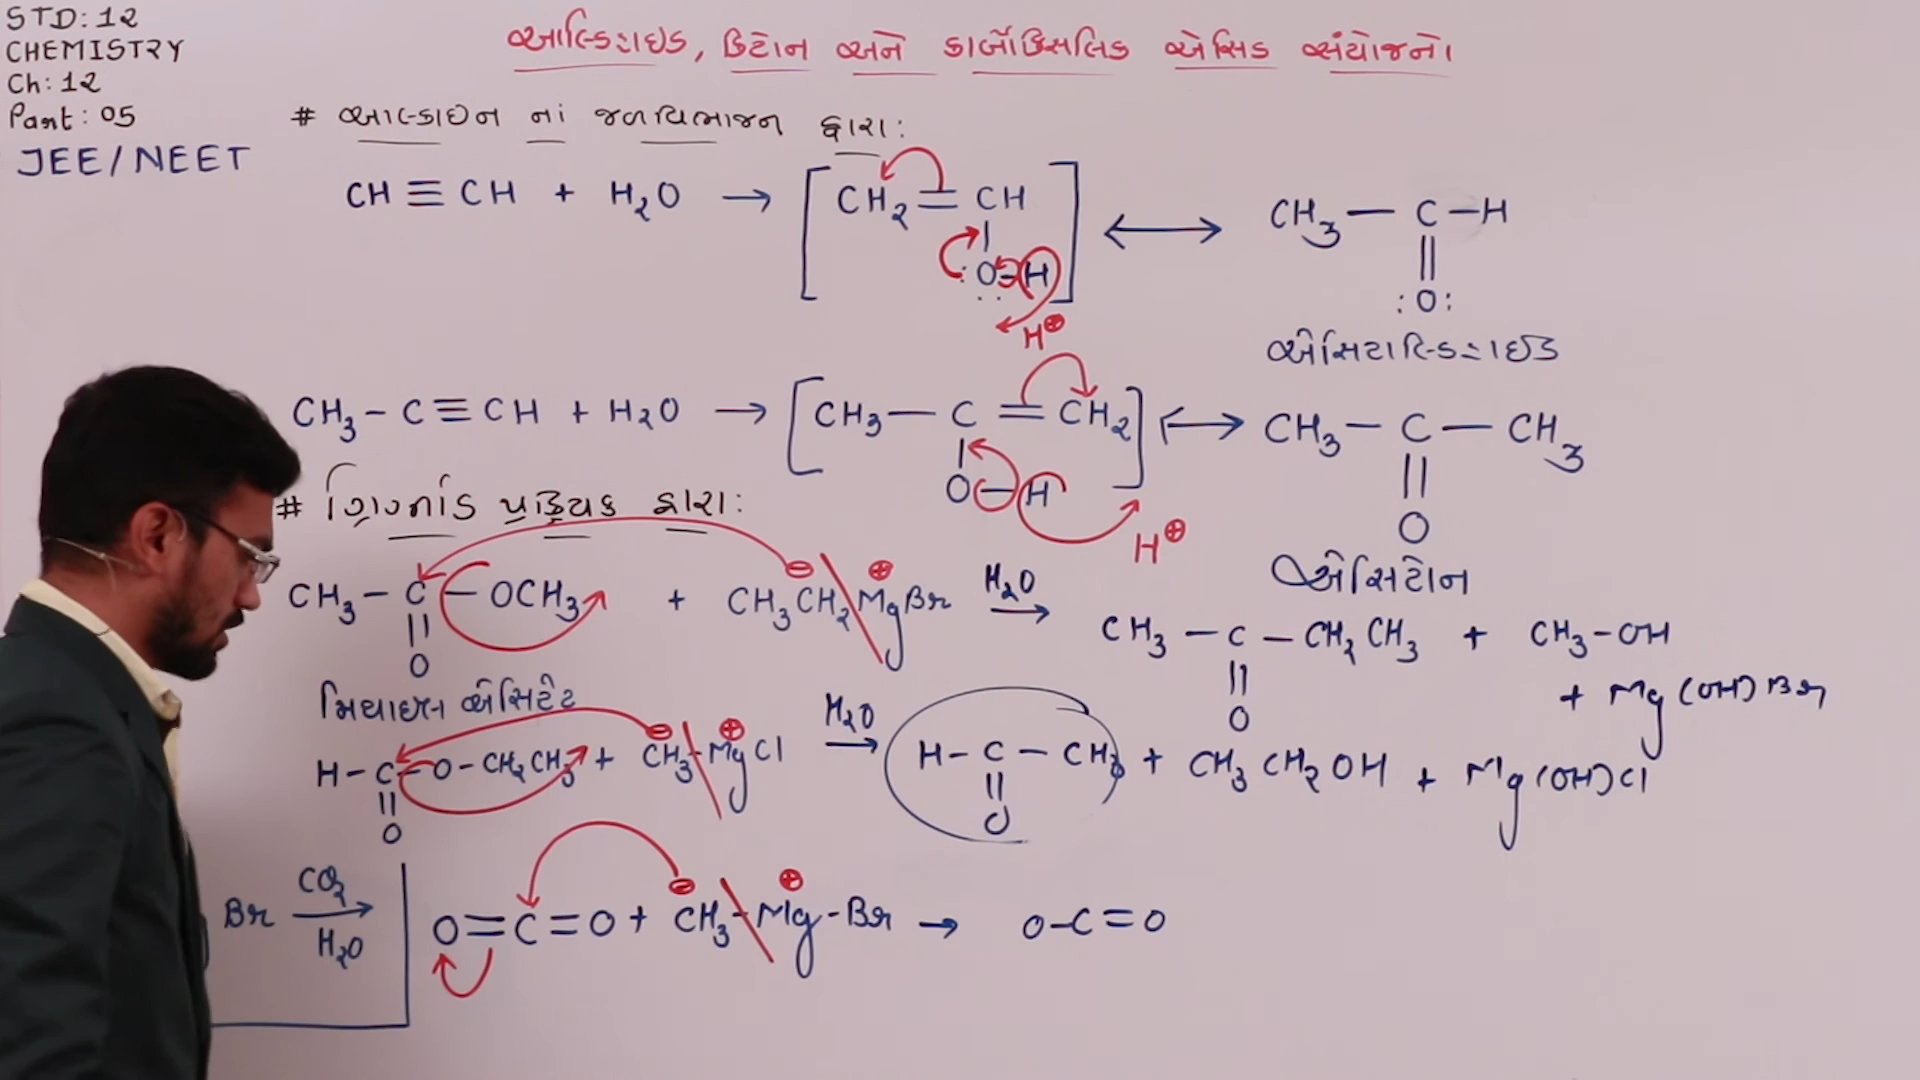 STD: 12
CHEMISTRY
Ch: 12
Part: 05
JEE/NEET
આલ્ડિહાઇડ, કિટોન અને કાર્બોક્સિલિક એસિડ સંયોજનો
# આલ્કાઇન નાં જળવિભાજન દ્વારા:
CH≡CH + H₂O → [CH₂=CH
O-H] ↔ CH₃—C—H
:O:
H⊕
એસિટાલ્ડિહાઇડ
CH₃-C≡CH + H₂O → [CH₃—C=CH₂
O-H] ↔ CH₃—C—CH₃
O
H⊕
એસિટોન
# ગ્રિગ્નાર્ડ પ્રક્રિયક દ્વારા:
CH₃-C-OCH₃ + CH₃CH₂⊖MgBr⊕ H₂O →
O
CH₃-C-CH₂CH₃ + CH₃-OH
O
+ Mg(OH)Br
મિથાઇલ એસિટેટ
H-C-O-CH₂CH₃ + CH₃⊖-MgCl⊕ H₂O → H-C-CH₃ + CH₃CH₂OH + Mg(OH)Cl
O
O
Br CO₂ → H₂O
O=C=O + CH₃⊖-Mg⊕-Br → O-C=O